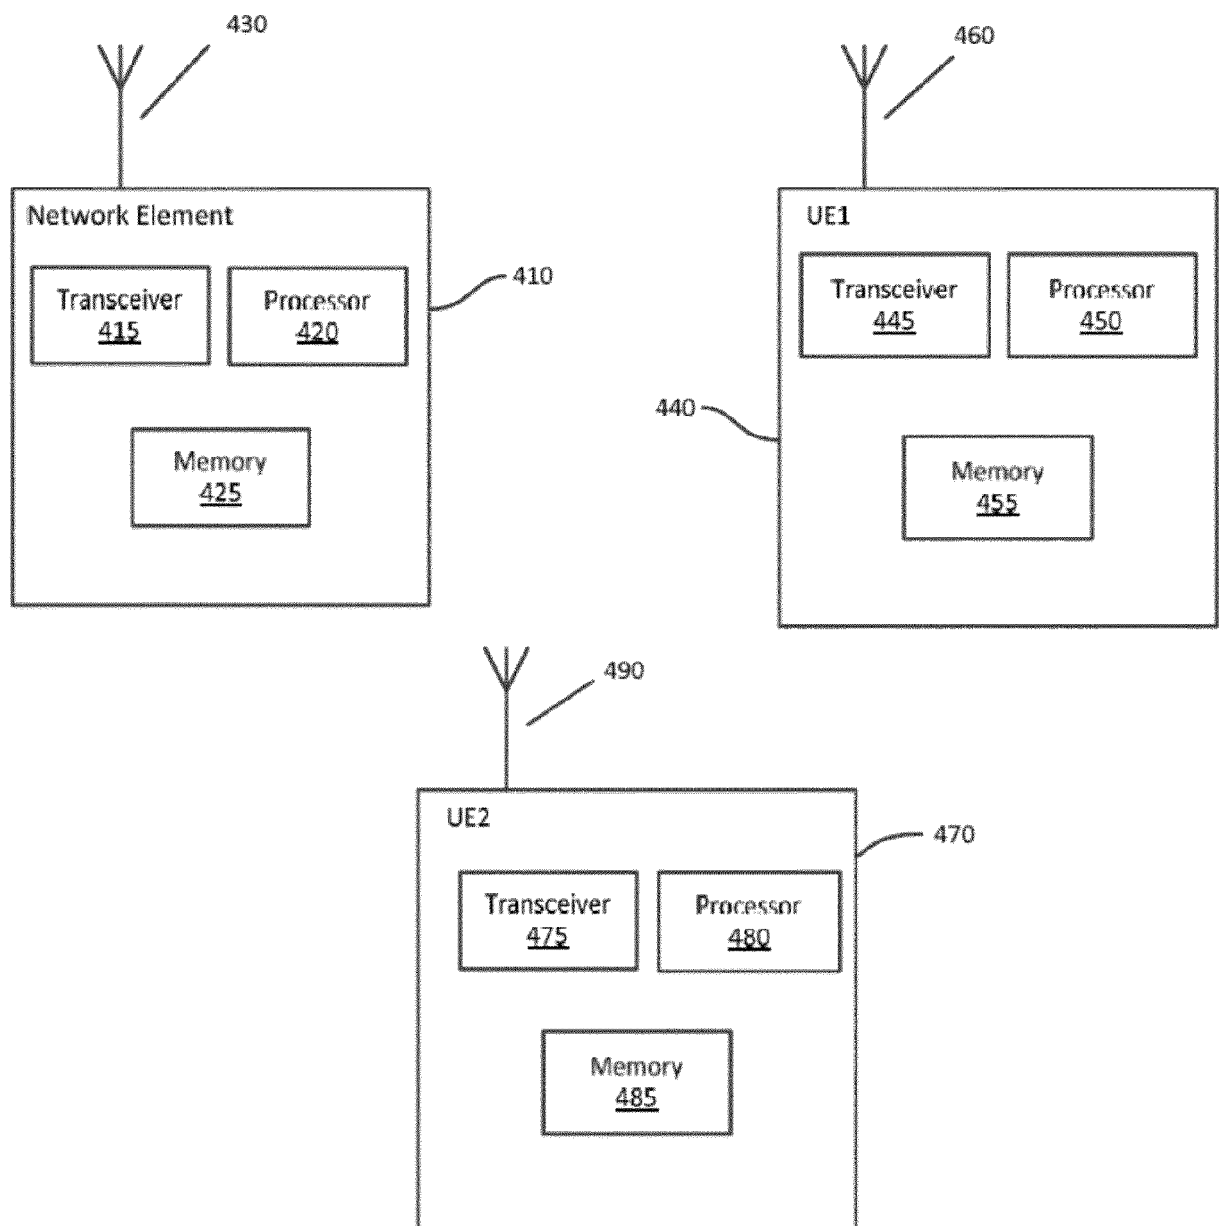 430
460
Network Element
Transceiver
415
Processor
420
410
UE1
Transceiver
445
Processor
450
440
Memory
425
Memory
455
490
UE2
470
Transceiver
475
Processor
480
Memory
485